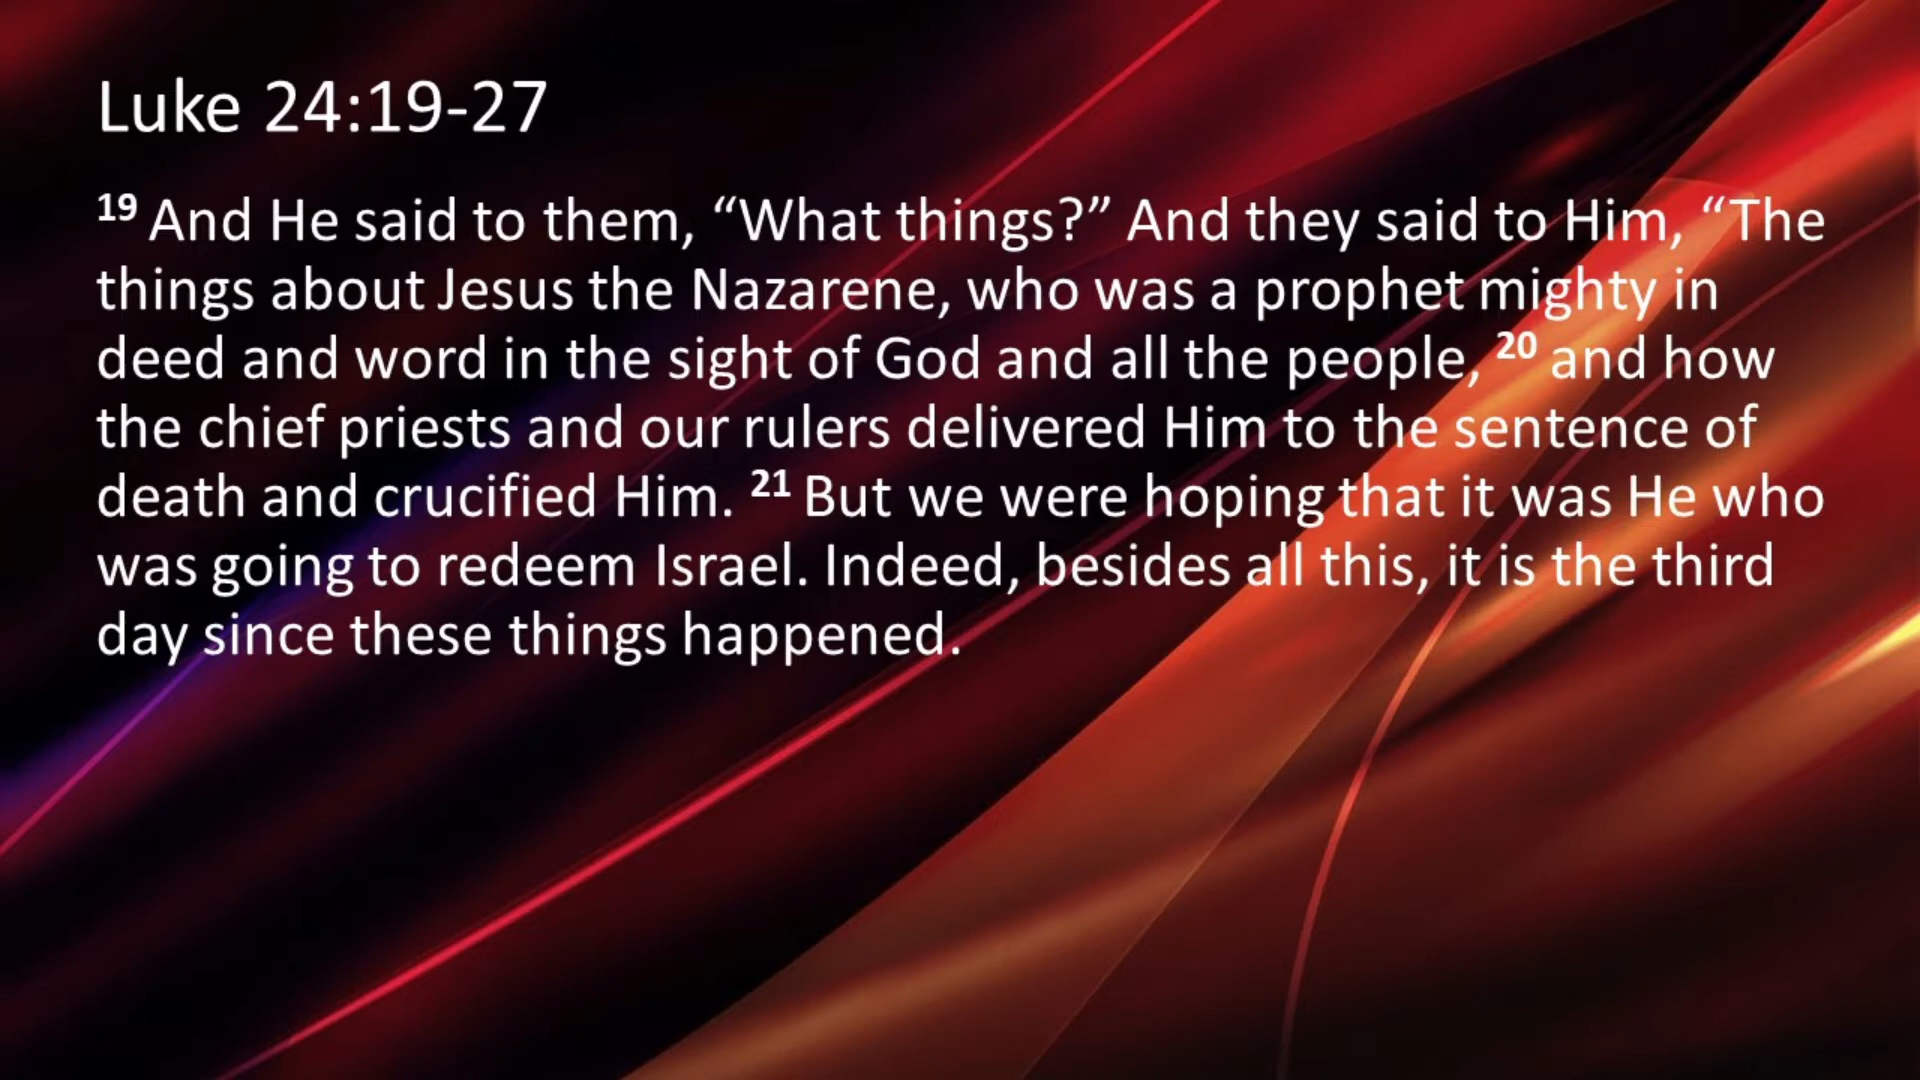 Luke 24:19-27
19 And He said to them, “What things?” And they said to Him, “The
things about Jesus the Nazarene, who was a prophet mighty in
deed and word in the sight of God and all the people, 20 and how
the chief priests and our rulers delivered Him to the sentence of
death and crucified Him. 21 But we were hoping that it was He who
was going to redeem Israel. Indeed, besides all this, it is the third
day since these things happened.